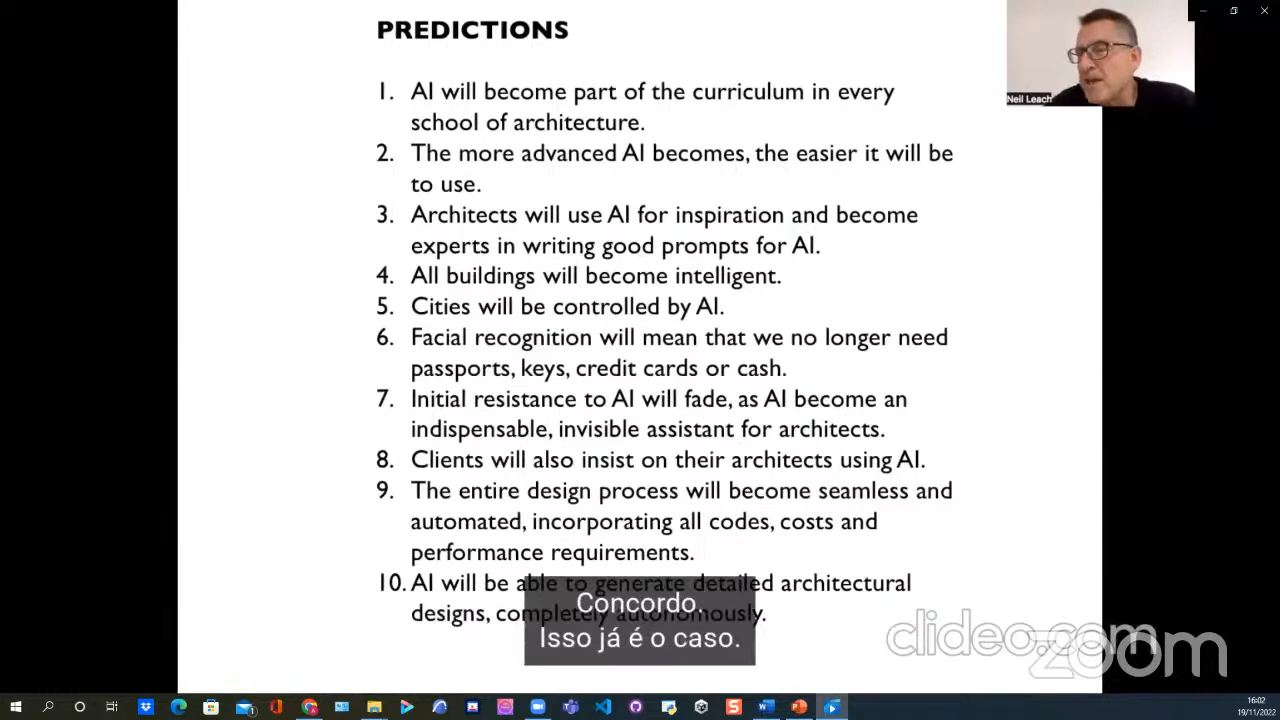 PREDICTIONS
1. AI will become part of the curriculum in every
school of architecture.
2. The more advanced AI becomes, the easier it will be
to use.
3. Architects will use AI for inspiration and become
experts in writing good prompts for AI.
4. All buildings will become intelligent.
5. Cities will be controlled by AI.
6. Facial recognition will mean that we no longer need
passports, keys, credit cards or cash.
7. Initial resistance to AI will fade, as AI become an
indispensable, invisible assistant for architects.
8. Clients will also insist on their architects using AI.
9. The entire design process will become seamless and
automated, incorporating all codes, costs and
performance requirements.
10. AI will be able to generate detailed architectural
designs, completely autonomously.
Neil Leach
Concordo.
Isso já é o caso.
clideo.com
zoom
16:02
19/11/2022